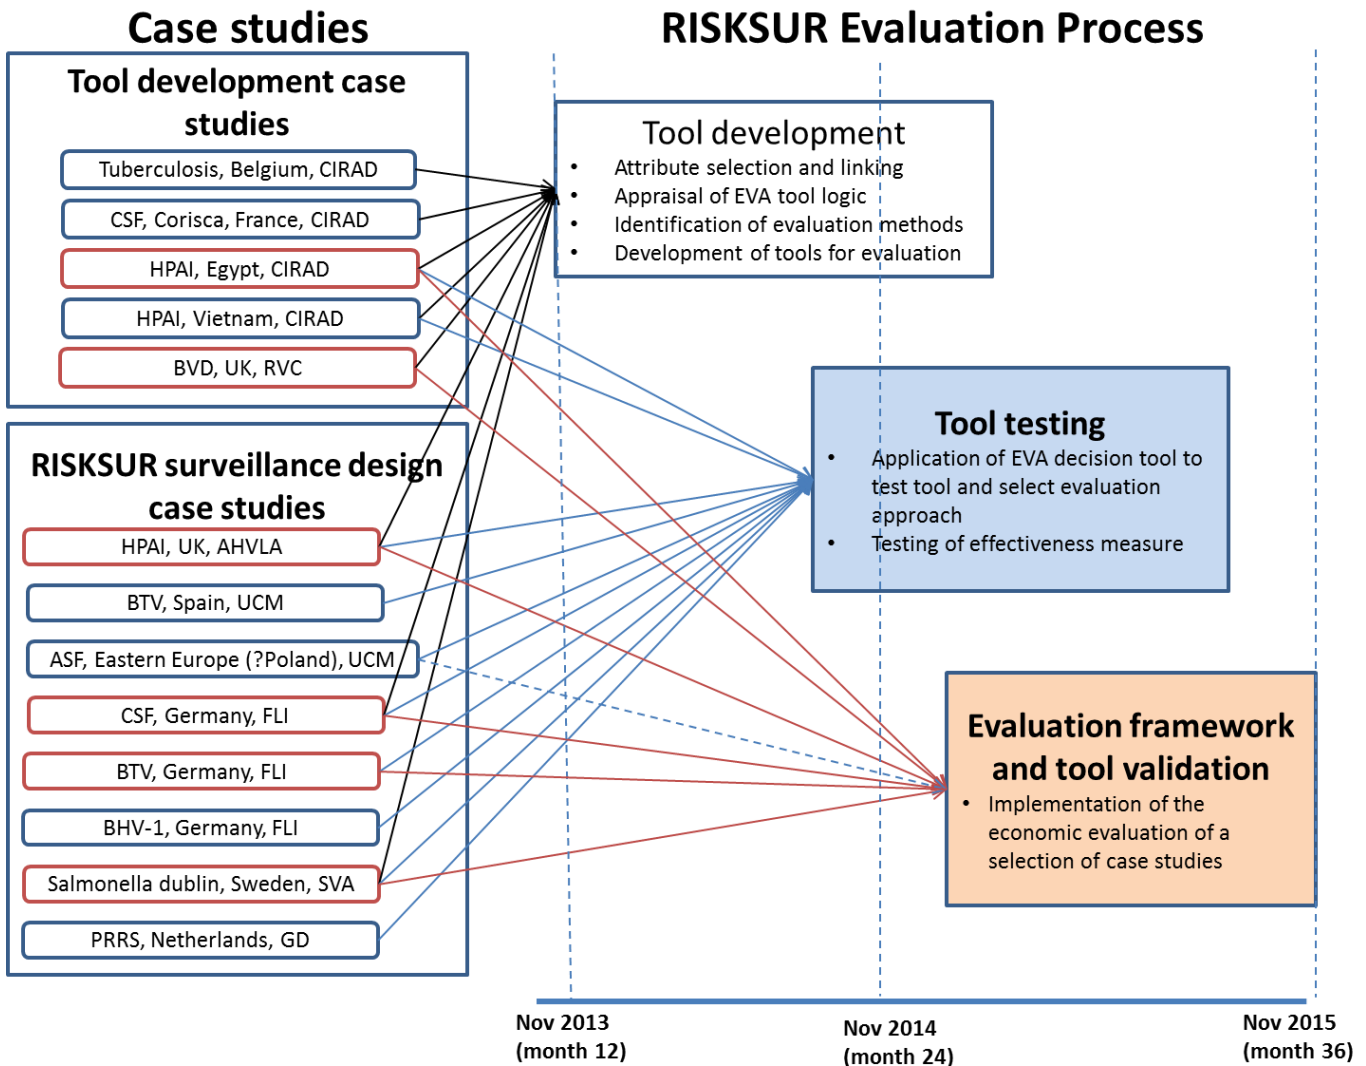 Case studies
Tool development case
studies
Tuberculosis, Belgium, CIRAD
CSF, Corisca, France, CIRAD
HPAI, Egypt, CIRAD
HPAI, Vietnam, CIRAD
BVD, UK, RVC
RISKSUR surveillance design
case studies
HPAI, UK, AHVLA
BTV, Spain, UCM
ASF, Eastern Europe (?Poland), UCM
CSF, Germany, FLI
BTV, Germany, FLI
BHV-1, Germany, FLI
Salmonella dublin, Sweden, SVA
PRRS, Netherlands, GD
RISKSUR Evaluation Process
Tool development
• Attribute selection and linking
• Appraisal of EVA tool logic
• Identification of evaluation methods
• Development of tools for evaluation
Tool testing
• Application of EVA decision tool to
test tool and select evaluation
approach
• Testing of effectiveness measure
Evaluation framework
and tool validation
• Implementation of the
economic evaluation of a
selection of case studies
Nov 2013
(month 12)
Nov 2014
(month 24)
Nov 2015
(month 36)